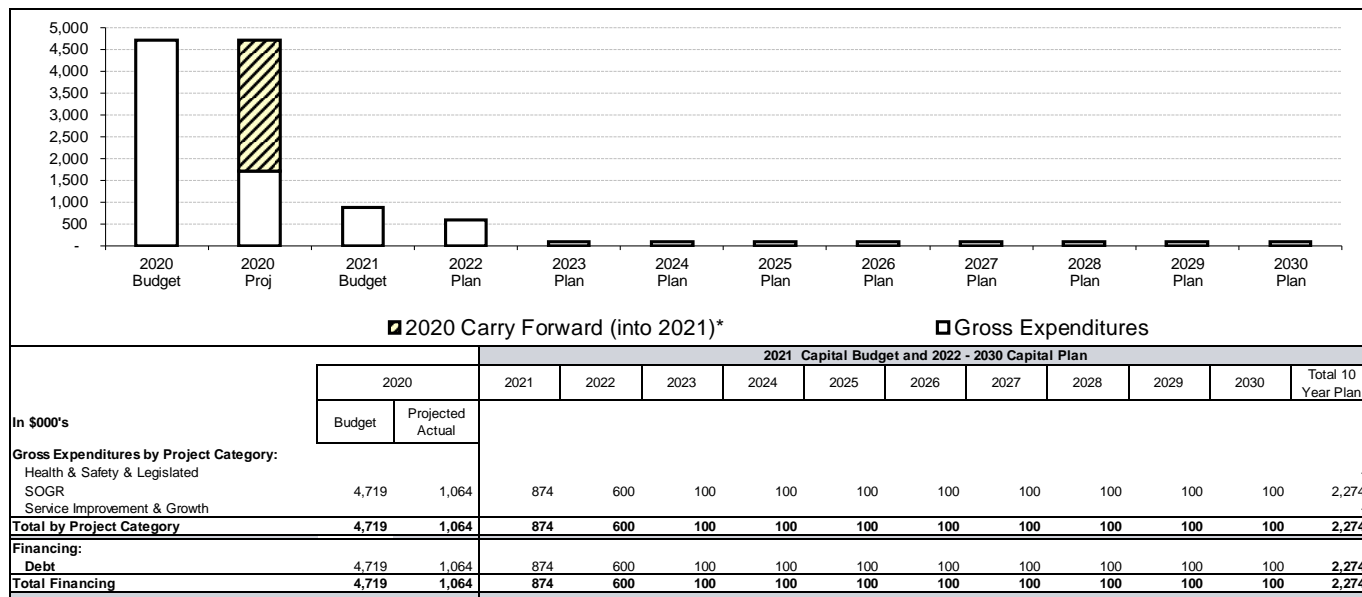 5,000
4,500
4,000
3,500
3,000
2,500
2,000
1,500
1,000
500
-
2020 2020 2021 2022 2023 2024 2025 2026 2027 2028 2029 2030
Budget Proj Budget Plan Plan Plan Plan Plan Plan Plan Plan Plan
2020 Carry Forward (into 2021)* Gross Expenditures
2021 Capital Budget and 2022 - 2030 Capital Plan
2020 2021 2022 2023 2024 2025 2026 2027 2028 2029 2030 Total 10 Year Plan
In $000's Budget Projected Actual
Gross Expenditures by Project Category:
Health & Safety & Legislated
SOGR 4,719 1,064 874 600 100 100 100 100 100 100 100 100 2,274
Service Improvement & Growth
Total by Project Category 4,719 1,064 874 600 100 100 100 100 100 100 100 100 2,274
Financing:
Debt 4,719 1,064 874 600 100 100 100 100 100 100 100 100 2,274
Total Financing 4,719 1,064 874 600 100 100 100 100 100 100 100 100 2,274